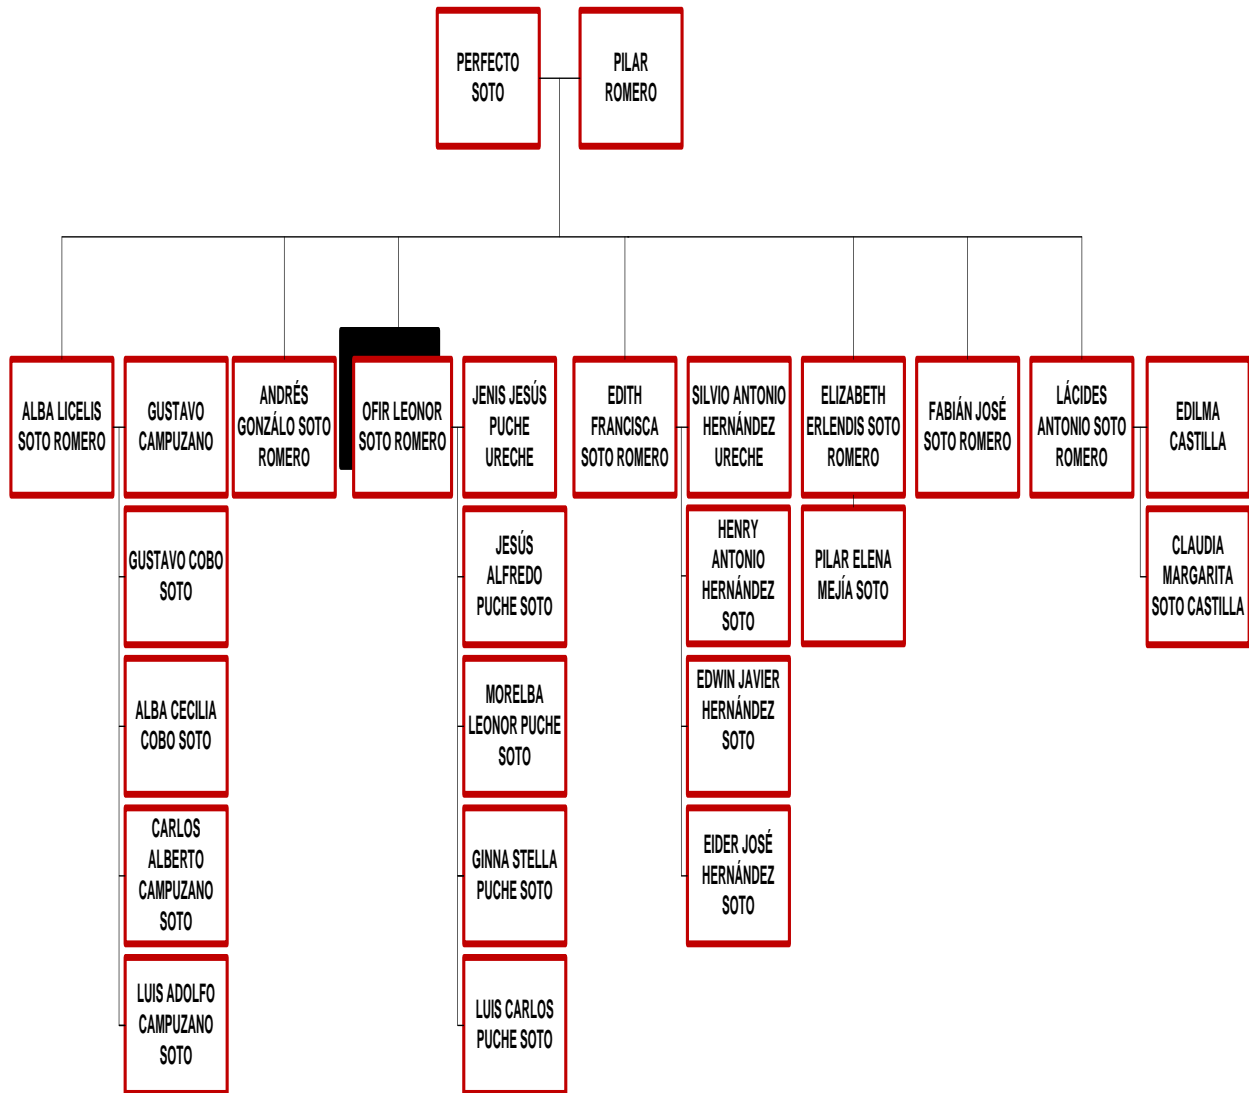 PERFECTO
SOTO
PILAR
ROMERO
ALBA LICELIS
SOTO ROMERO
GUSTAVO
CAMPUZANO
ANDRÉS
GONZÁLO SOTO
ROMERO
OFIR LEONOR
SOTO ROMERO
JENIS JESÚS
PUCHE
URECHE
EDITH
FRANCISCA
SOTO ROMERO
SILVIO ANTONIO
HERNÁNDEZ
URECHE
ELIZABETH
ERLENDIS SOTO
ROMERO
FABIÁN JOSÉ
SOTO ROMERO
LÁCIDES
ANTONIO SOTO
ROMERO
EDILMA
CASTILLA
GUSTAVO COBO
SOTO
JESÚS
ALFREDO
PUCHE SOTO
HENRY
ANTONIO
HERNÁNDEZ
SOTO
PILAR ELENA
MEJÍA SOTO
CLAUDIA
MARGARITA
SOTO CASTILLA
ALBA CECILIA
COBO SOTO
MORELBA
LEONOR PUCHE
SOTO
EDWIN JAVIER
HERNÁNDEZ
SOTO
CARLOS
ALBERTO
CAMPUZANO
SOTO
GINNA STELLA
PUCHE SOTO
EIDER JOSÉ
HERNÁNDEZ
SOTO
LUIS ADOLFO
CAMPUZANO
SOTO
LUIS CARLOS
PUCHE SOTO